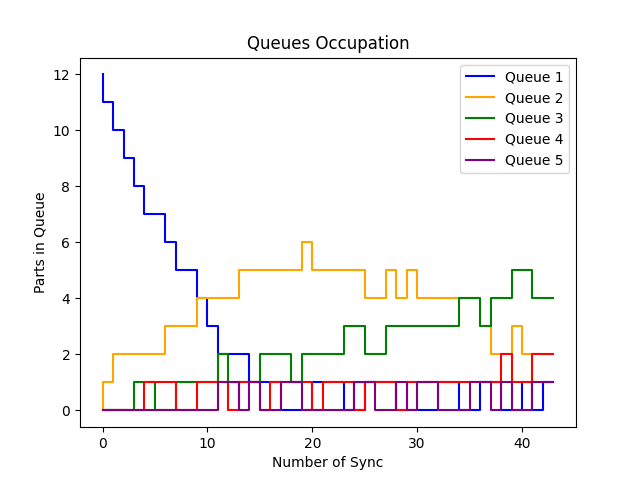 Queues Occupation
Queue 1
Queue 2
Queue 3
Queue 4
Queue 5
12
10
8
6
4
2
0
Parts in Queue
0 10 20 30 40
Number of Sync